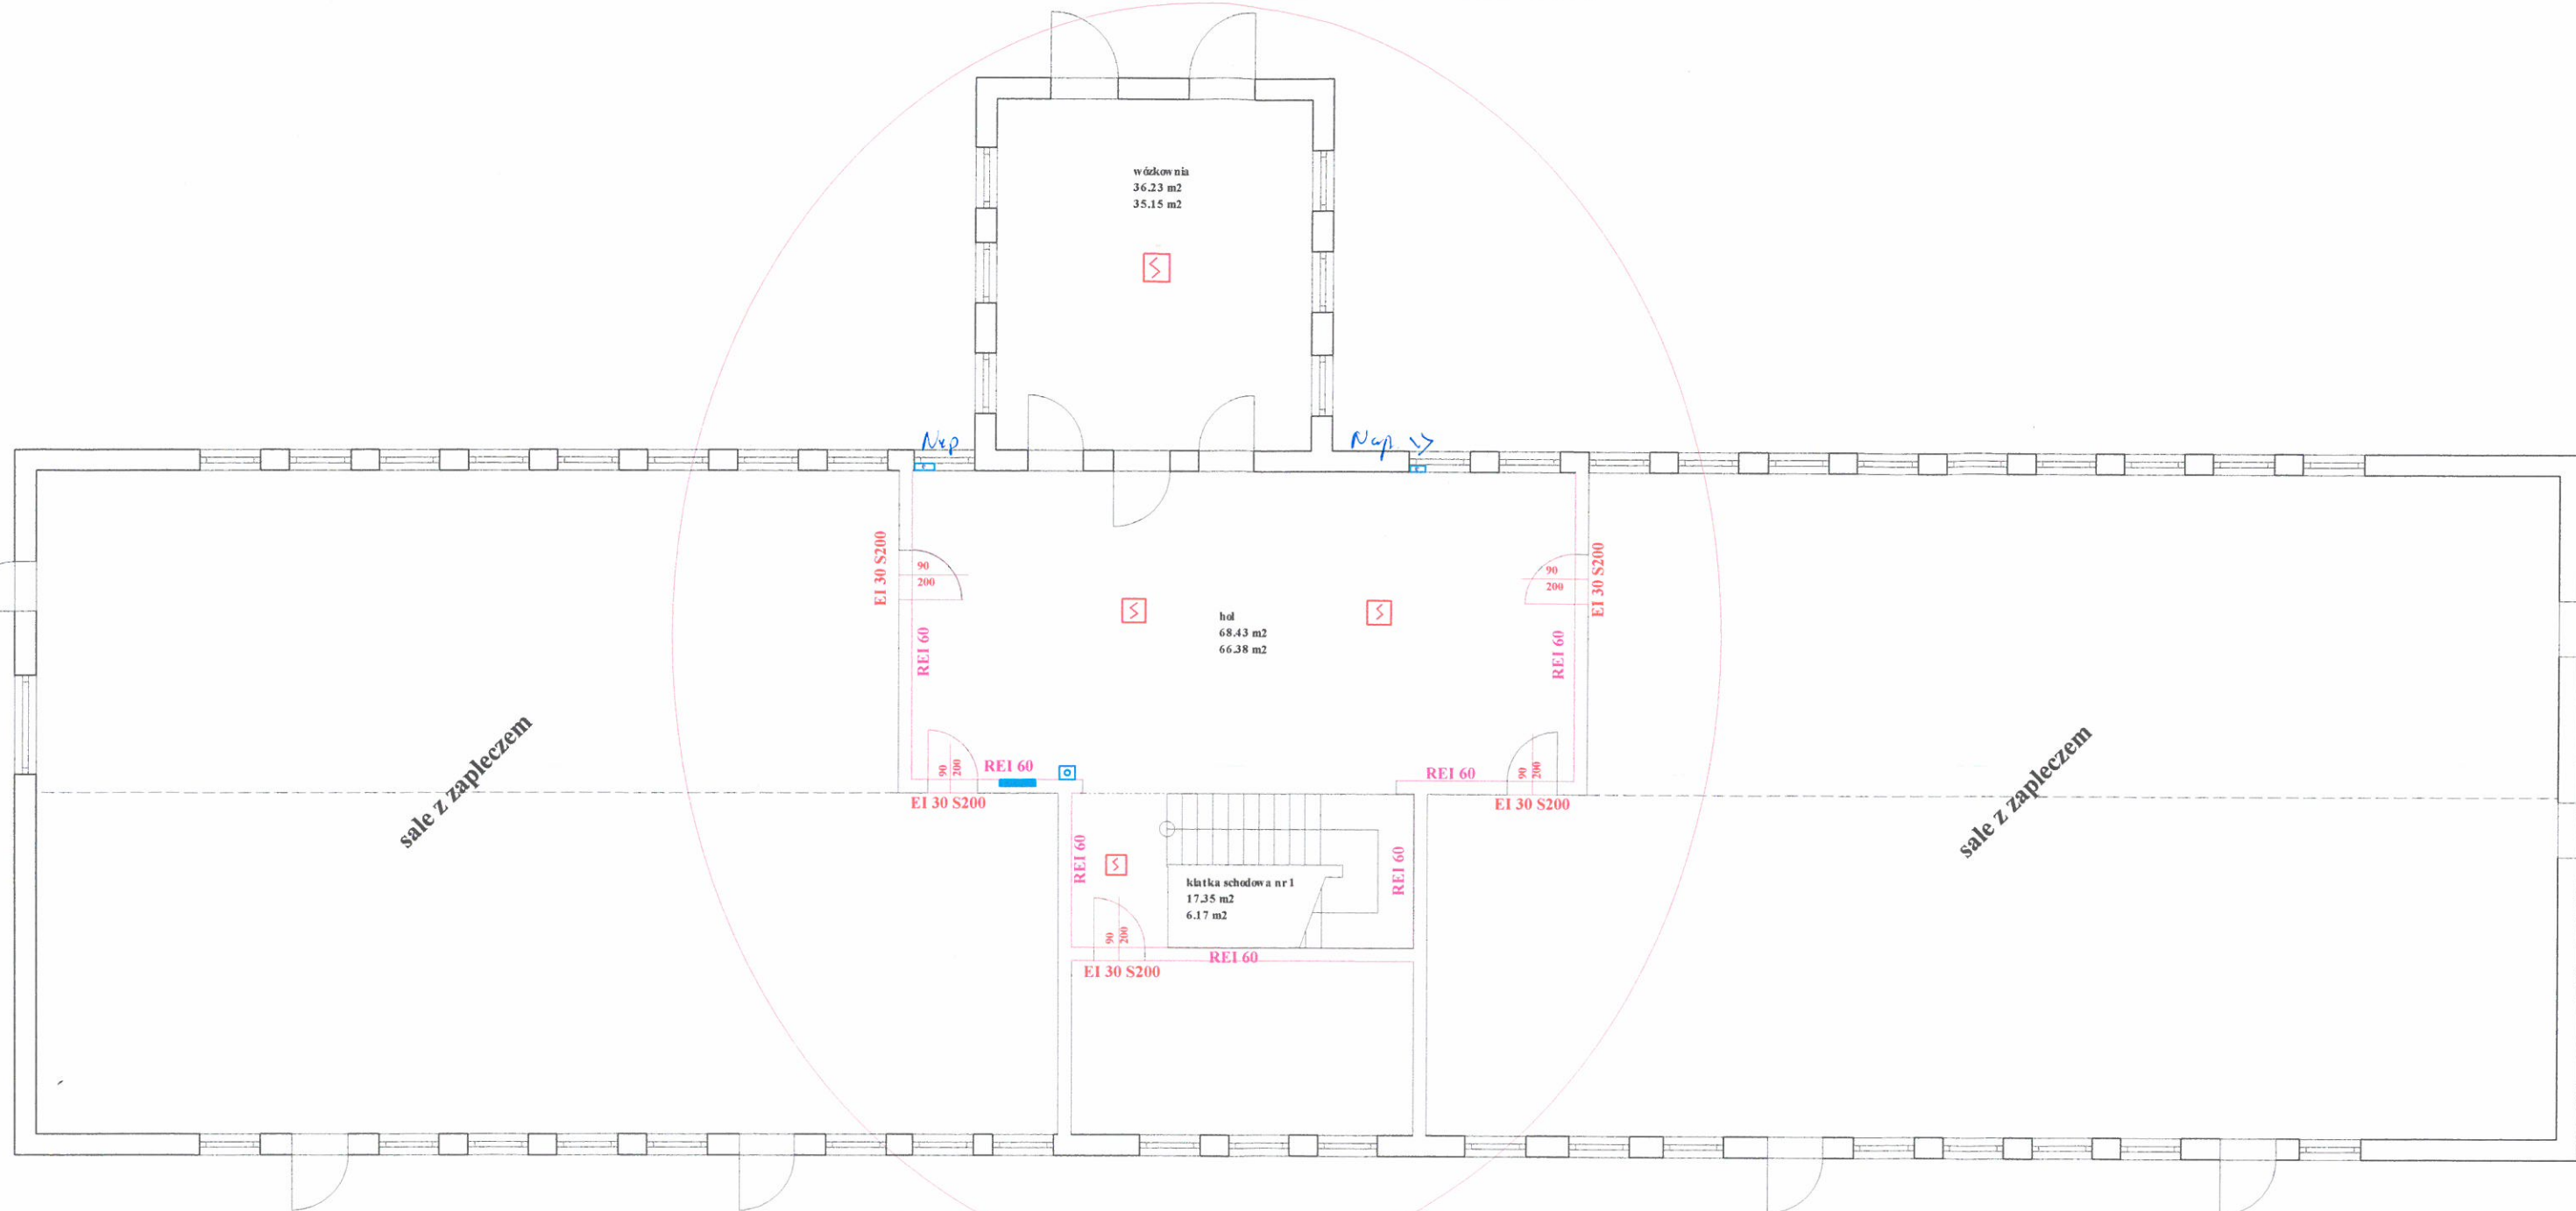 wózkownia
36.23 m2
35.15 m2
Nap
Nap.
EI 30 S200
90
200
REI 60
EI 30 S200
90
200
REI 60
hol
68.43 m2
66.38 m2
sale z zapleczem
90
200
REI 60
EI 30 S200
REI 60
90
200
EI 30 S200
sale z zapleczem
REI 60
REI 60
klatka schodowa nr 1
17.35 m2
6.17 m2
90
200
EI 30 S200
REI 60